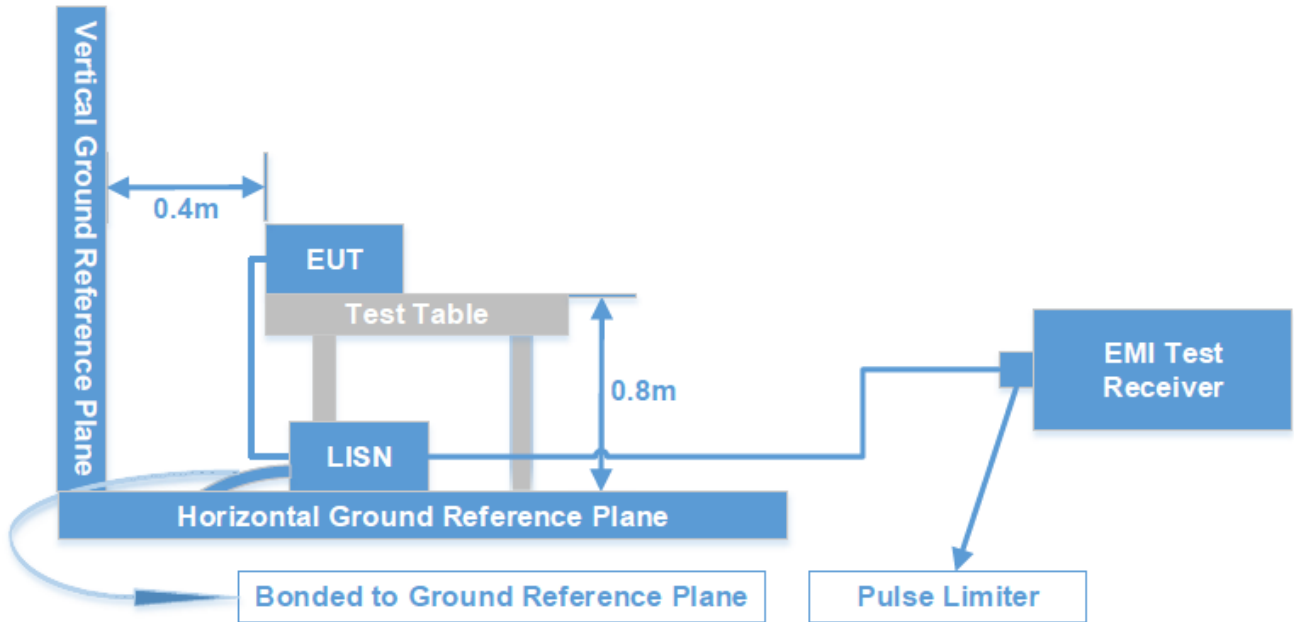 Vertical Ground Reference Plane
0.4m
EUT
Test Table
EMI Test
Receiver
0.8m
LISN
Horizontal Ground Reference Plane
Bonded to Ground Reference Plane
Pulse Limiter